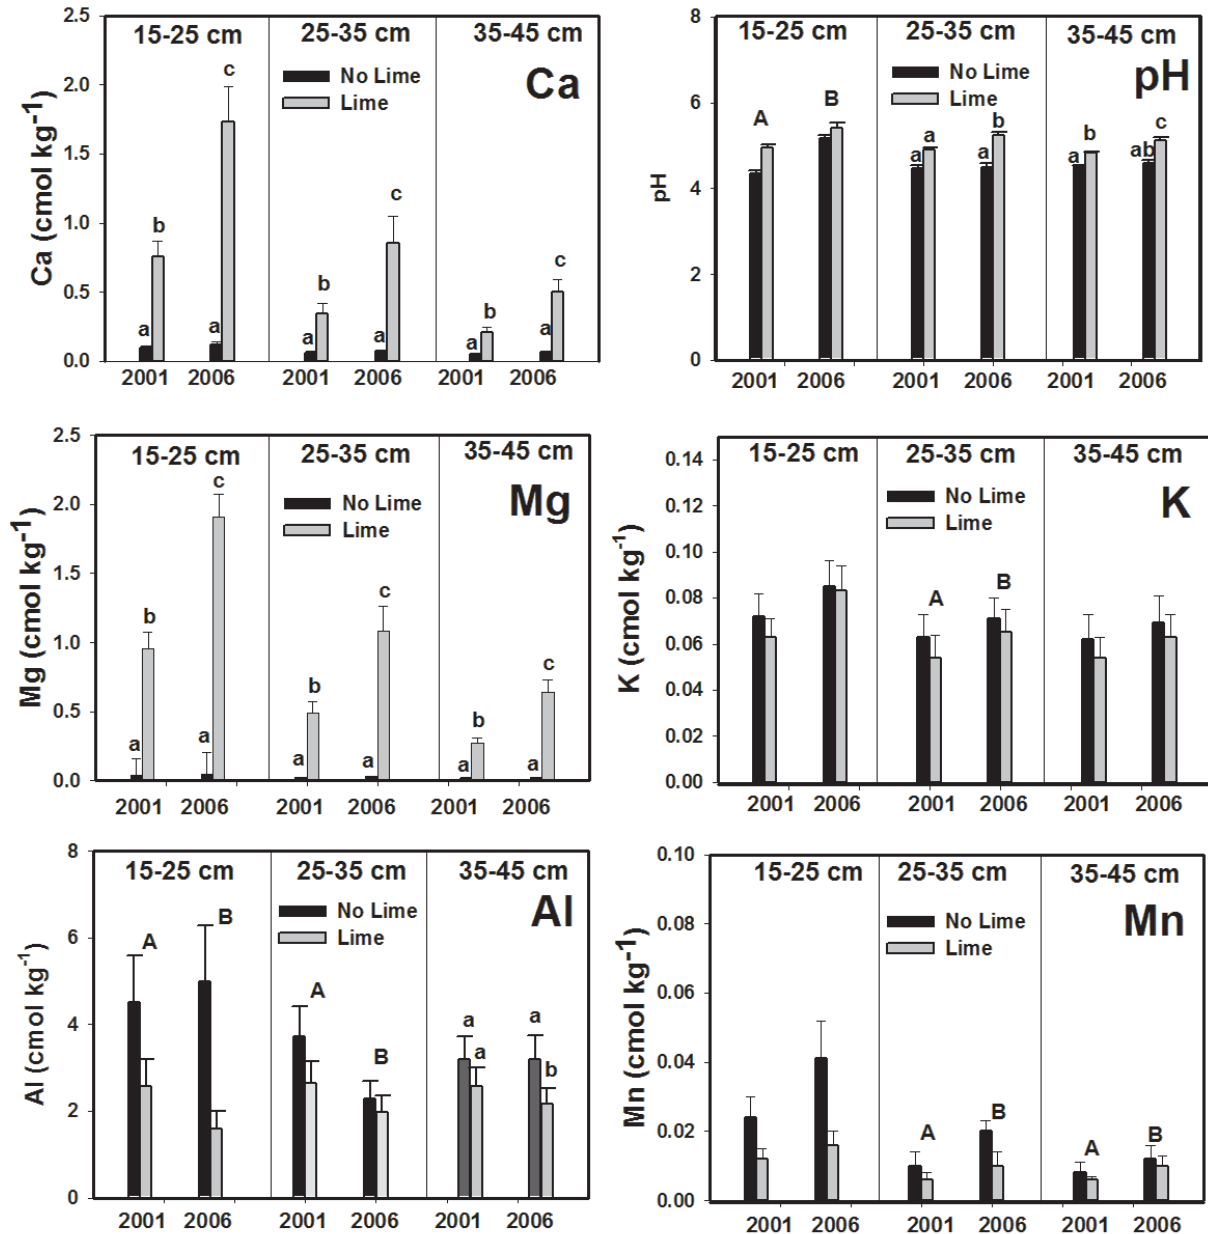 2.5
15-25 cm
25-35 cm
35-45 cm
Ca
No Lime
Lime
2.0
1.5
1.0
0.5
0.0
Ca (cmol kg-1)
a
b
a
c
a
b
a
c
a
b
a
c
2001
2006
2001
2006
2001
2006
8
15-25 cm
25-35 cm
35-45 cm
pH
No Lime
Lime
6
4
2
0
pH
A
B
a
a
a
b
a
b
ab
c
2001
2006
2001
2006
2001
2006
2.5
15-25 cm
25-35 cm
35-45 cm
Mg
No Lime
Lime
2.0
1.5
1.0
0.5
0.0
Mg (cmol kg-1)
a
b
a
c
a
b
a
c
a
b
a
c
2001
2006
2001
2006
2001
2006
15-25 cm
25-35 cm
35-45 cm
K
No Lime
Lime
0.14
0.12
0.10
0.08
0.06
0.04
0.02
0.00
K (cmol kg-1)
A
B
2001
2006
2001
2006
2001
2006
8
15-25 cm
25-35 cm
35-45 cm
Al
No Lime
Lime
6
4
2
0
Al (cmol kg-1)
A
B
A
B
a
a
a
b
2001
2006
2001
2006
2001
2006
0.10
15-25 cm
25-35 cm
35-45 cm
Mn
No Lime
Lime
0.08
0.06
0.04
0.02
0.00
Mn (cmol kg-1)
A
B
A
B
2001
2006
2001
2006
2001
2006